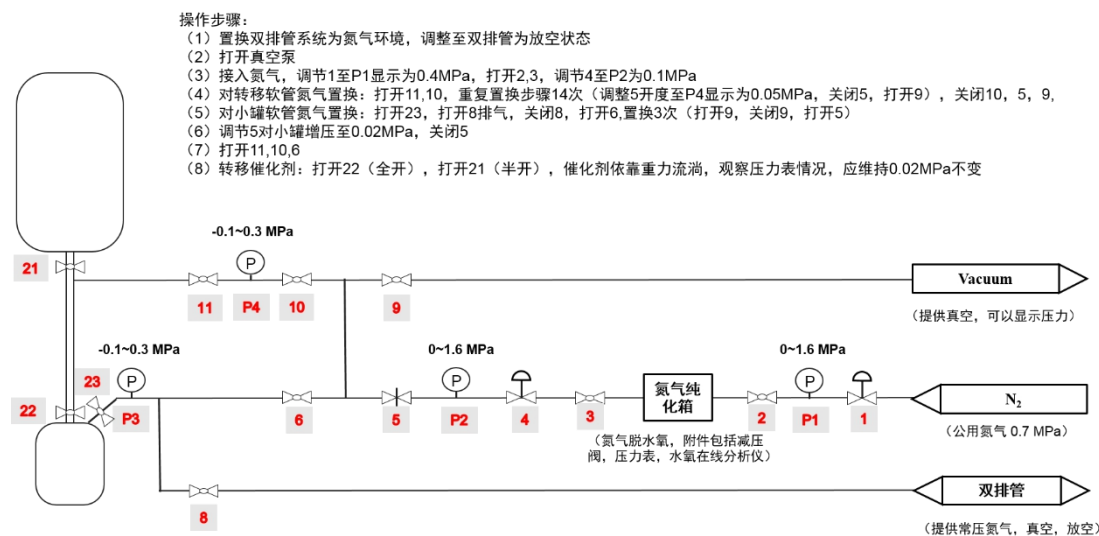 操作步骤：
（1）置换双排管系统为氮气环境，调整至双排管为放空状态
（2）打开真空泵
（3）接入氮气，调节1至P1显示为0.4MPa，打开2,3，调节4至P2为0.1MPa
（4）对转移软管氮气置换：打开11,10，重复置换步骤14次（调整5开度至P4显示为0.05MPa，关闭5，打开9），关闭10，5，9,
（5）对小罐软管氮气置换：打开23，打开8排气，关闭8，打开6,置换3次（打开9，关闭9，打开5）
（6）调节5对小罐增压至0.02MPa，关闭5
（7）打开11,10,6
（8）转移催化剂：打开22（全开），打开21（半开），催化剂依靠重力流淌，观察压力表情况，应维持0.02MPa不变
-0.1~0.3 MPa
P
21
11
P4
10
9
Vacuum
（提供真空，可以显示压力）
-0.1~0.3 MPa
0~1.6 MPa
0~1.6 MPa
23
P
P
氮气纯
化箱
P
N2
22
P3
6
5
P2
4
3
2
P1
1
（公用氮气 0.7 MPa）
（氮气脱水氧，附件包括减压
阀，压力表，水氧在线分析仪）
双排管
8
（提供常压氮气，真空，放空）